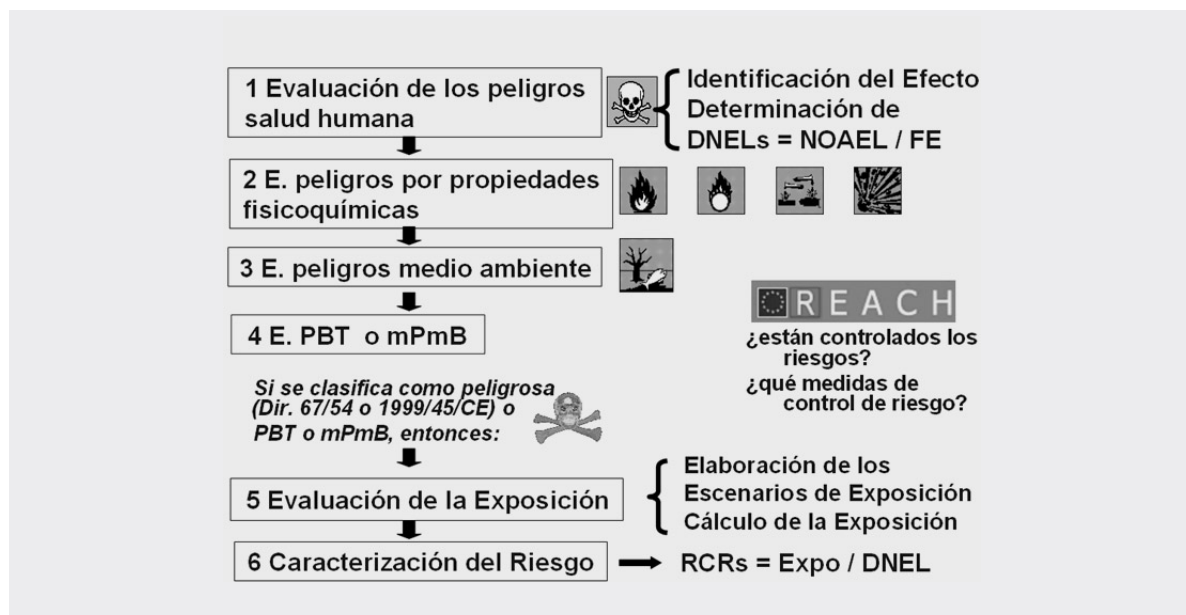 1 Evaluación de los peligros
salud humana
Identificación del Efecto
Determinación de
DNELs = NOAEL / FE
2 E. peligros por propiedades
fisicoquímicas
3 E. peligros medio ambiente
4 E. PBT o mPmB
REACH
¿están controlados los
riesgos?
¿qué medidas de
control de riesgo?
Si se clasifica como peligrosa
(Dir. 67/54 o 1999/45/CE) o
PBT o mPmB, entonces:
5 Evaluación de la Exposición
Elaboración de los
Escenarios de Exposición
Cálculo de la Exposición
6 Caracterización del Riesgo
RCRs = Expo / DNEL